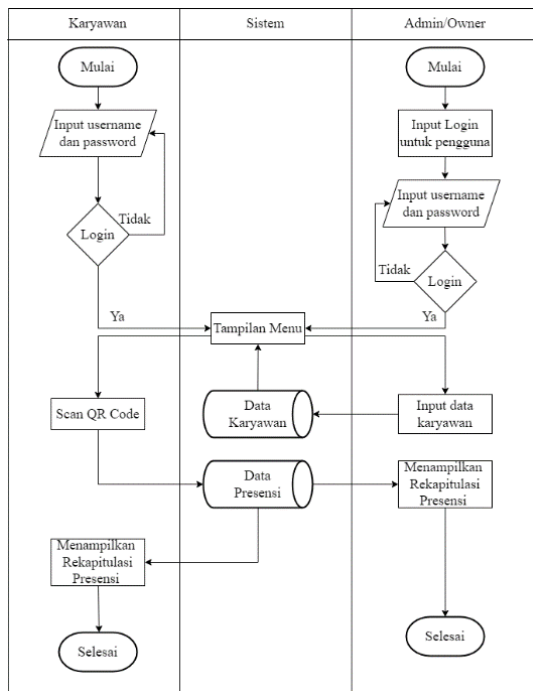 Karyawan
Sistem
Admin/Owner
Mulai
Mulai
Input username
dan password
Input Login
untuk pengguna
Input username
dan password
Login
Tidak
Tidak
Login
Ya
Ya
Tampilan Menu
Scan QR Code
Data
Karyawan
Input data
karyawan
Data
Presensi
Menampilkan
Rekapitulasi
Presensi
Menampilkan
Rekapitulasi
Presensi
Selesai
Selesai